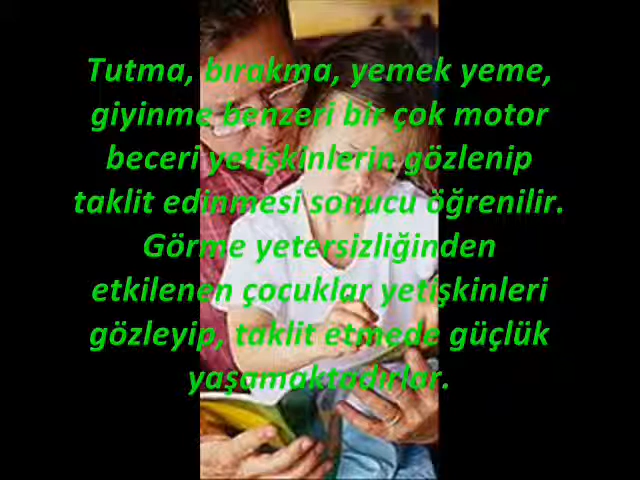 Tutma, bırakma, yemek yeme,
giyinme benzeri bir çok motor
beceri yetişkinlerin gözlenip
taklit edinmesi sonucu öğrenilir.
Görme yetersizliğinden
etkilenen çocuklar yetişkinleri
gözleyip, taklit etmede güçlük
yaşamaktadırlar.